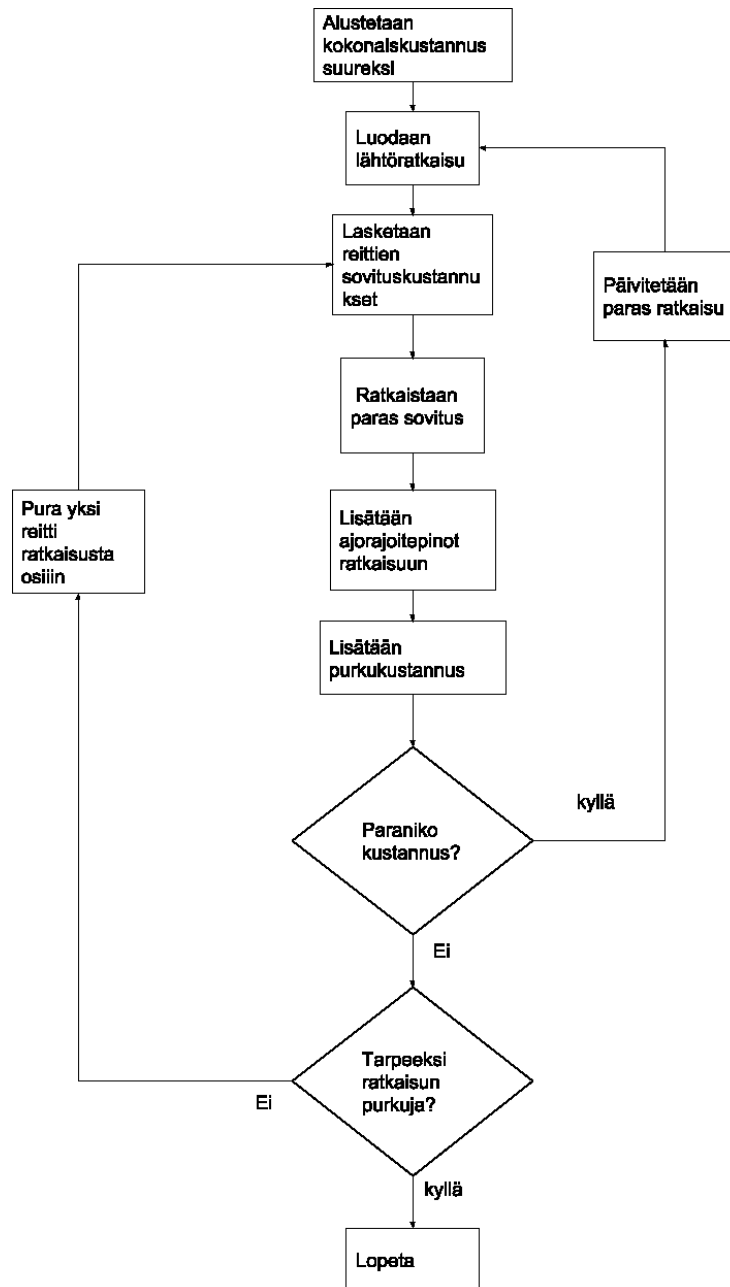 Alustetaan
kokonaiskustannus
suureksi
Luodaan
lähtöratkaisu
Lasketaan
reittien
sovituskustannu
kset
Päivitetään
paras ratkaisu
Ratkaistaan
paras sovitus
Pura yksi
reitti
ratkaisusta
osiiin
Lisätään
ajorajoitepinot
ratkaisuun
Lisätään
purkukustannus
Paraniko
kustannus?
kyllä
Ei
Tarpeeksi
ratkaisun
purkuja?
Ei
kyllä
Lopeta